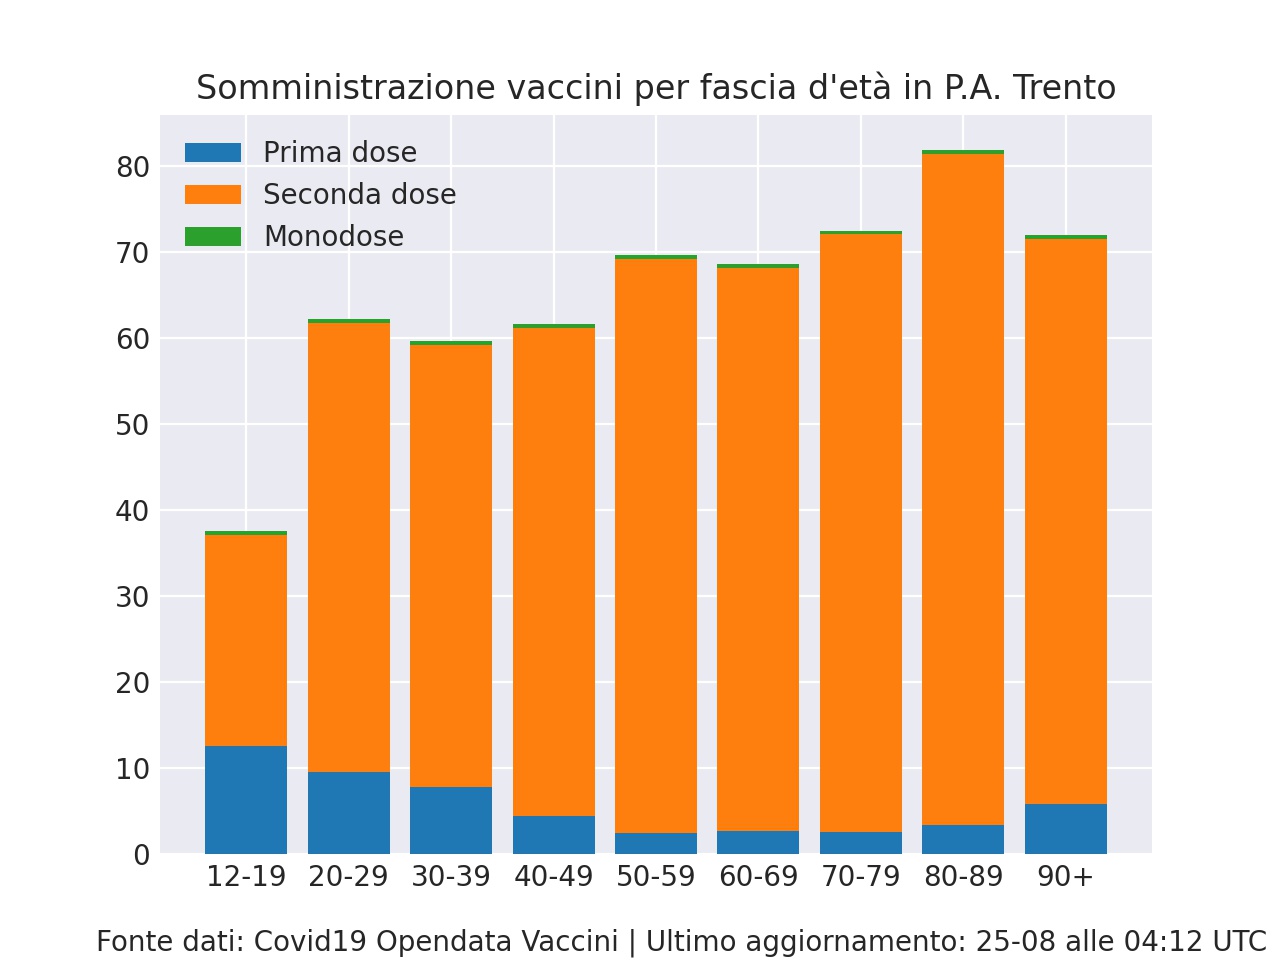 Somministrazione vaccini per fascia d'età in P.A. Trento
Prima dose
Seconda dose
Monodose
80
70
60
50
40
30
20
10
0
12-19 20-29 30-39 40-49 50-59 60-69 70-79 80-89 90+
Fonte dati: Covid19 Opendata Vaccini | Ultimo aggiornamento: 25-08 alle 04:12 UTC